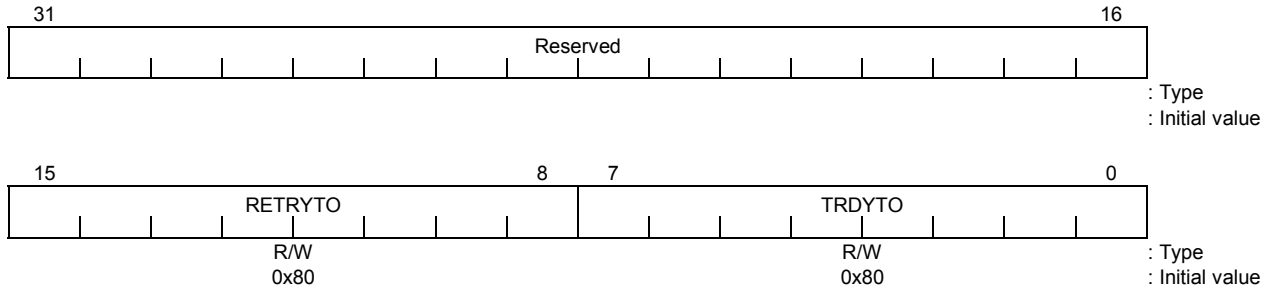 31 16
Reserved
: Type
: Initial value
15 8 7 0
RETRYTO TRDYTO
R/W R/W : Type
0x80 0x80 : Initial value